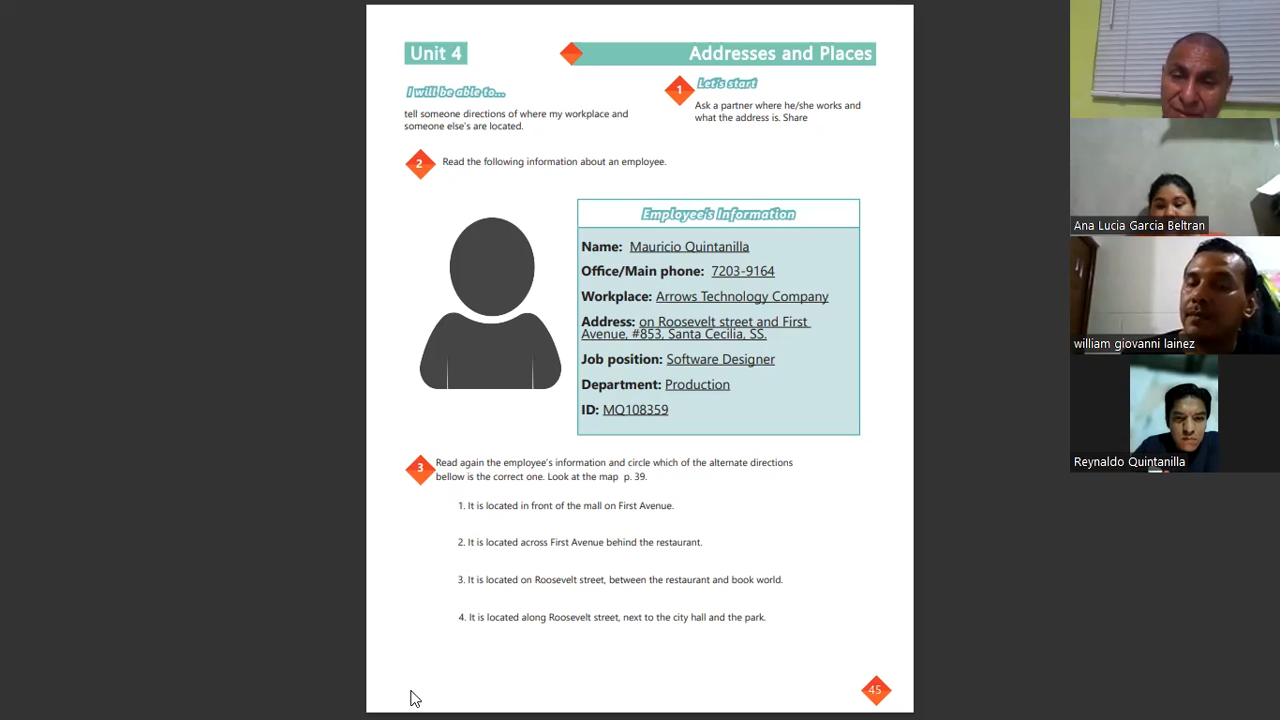 Unit 4
Addresses and Places
I will be able to...
tell someone directions of where my workplace and
someone else's are located.
1
Let's start
Ask a partner where he/she works and
what the address is. Share
2
Read the following information about an employee.
Employee's Information
Name: Mauricio Quintanilla
Office/Main phone: 7203-9164
Workplace: Arrows Technology Company
Address: on Roosevelt street and First
Avenue, #853, Santa Cecilia, SS.
Job position: Software Designer
Department: Production
ID: MQ108359
3
Read again the employee's information and circle which of the alternate directions
bellow is the correct one. Look at the map p. 39.
1. It is located in front of the mall on First Avenue.
2. It is located across First Avenue behind the restaurant.
3. It is located on Roosevelt street, between the restaurant and book world.
4. It is located along Roosevelt street, next to the city hall and the park.
45
Ana Lucia Garcia Beltran
william giovanni lainez
Reynaldo Quintanilla